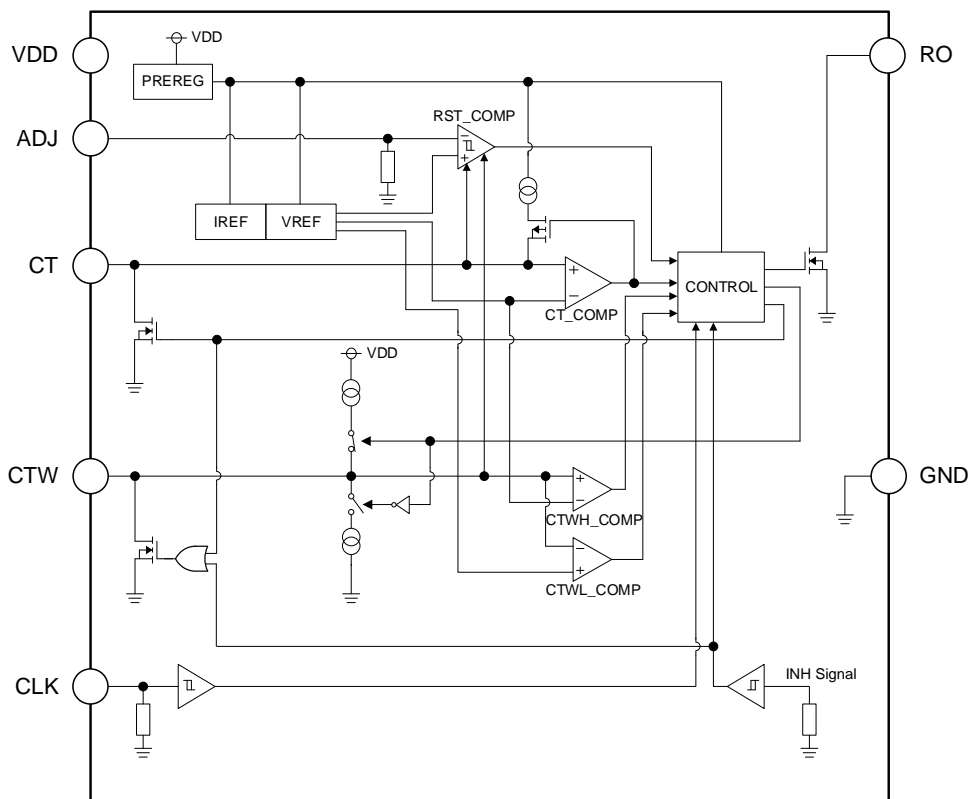 VDD
VDD
RO
PREREG
RST_COMP
ADJ
IREF
VREF
CT
CONTROL
CT_COMP
VDD
CTW
GND
CTWH_COMP
CTWL_COMP
CLK
INH Signal